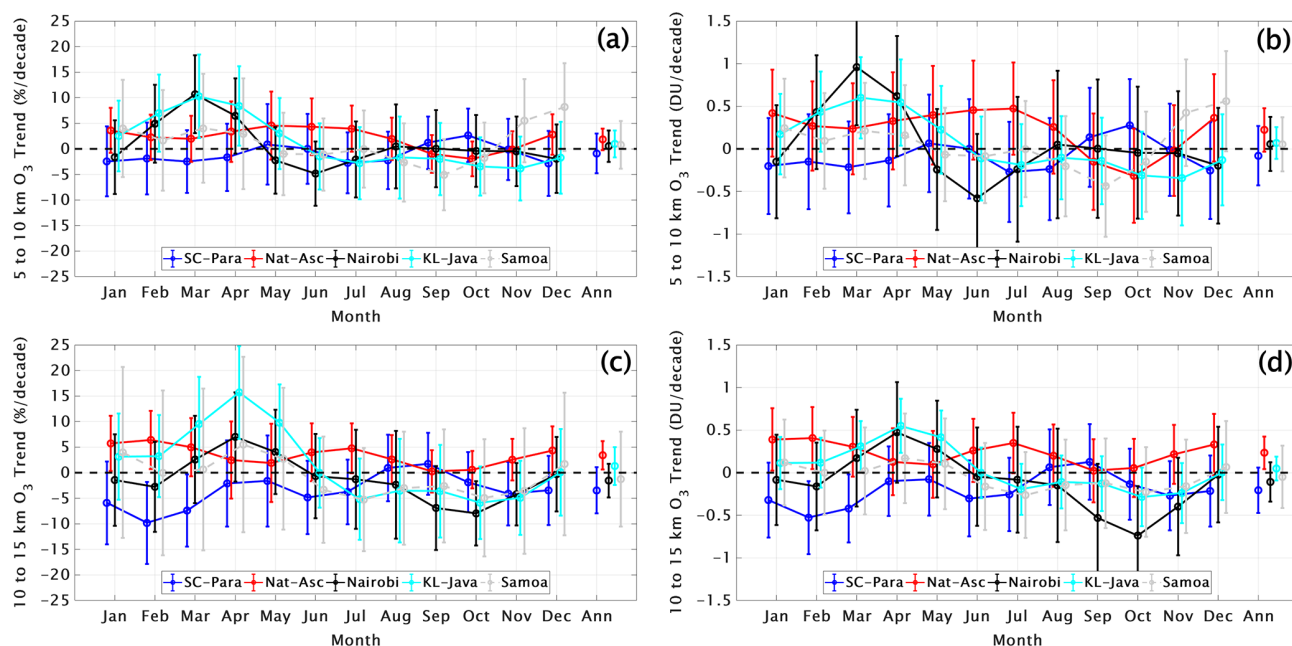 (a)
5 to 10 km O3 Trend (%/decade)
25
20
15
10
5
0
−5
−10
−15
−20
−25
SC-Para Nat-Asc Nairobi KL-Java Samoa
Jan Feb Mar Apr May Jun Jul Aug Sep Oct Nov Dec Ann
Month
(b)
5 to 10 km O3 Trend (DU/decade)
1.5
1
0.5
0
−0.5
−1
−1.5
SC-Para Nat-Asc Nairobi KL-Java Samoa
Jan Feb Mar Apr May Jun Jul Aug Sep Oct Nov Dec Ann
Month
(c)
10 to 15 km O3 Trend (%/decade)
25
20
15
10
5
0
−5
−10
−15
−20
−25
SC-Para Nat-Asc Nairobi KL-Java Samoa
Jan Feb Mar Apr May Jun Jul Aug Sep Oct Nov Dec Ann
Month
(d)
10 to 15 km O3 Trend (DU/decade)
1.5
1
0.5
0
−0.5
−1
−1.5
SC-Para Nat-Asc Nairobi KL-Java Samoa
Jan Feb Mar Apr May Jun Jul Aug Sep Oct Nov Dec Ann
Month